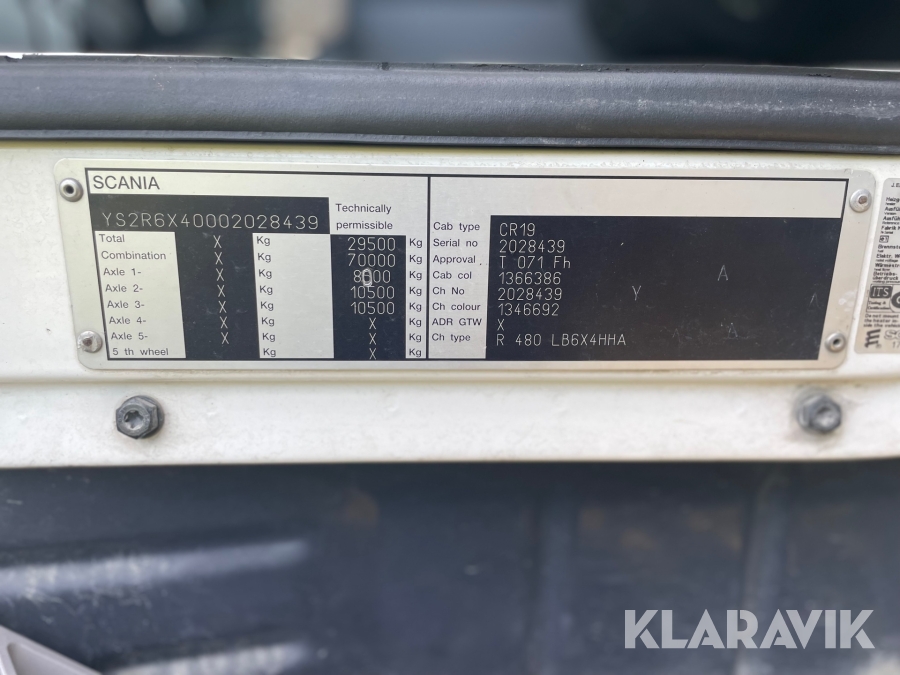 SCANIA
YS2R6X40002028439
Technically
permissible
Total X Kg 29500 Kg
Combination X Kg 70000 Kg
Axle 1- X Kg 8000 Kg
Axle 2- X Kg 10500 Kg
Axle 3- X Kg 10500 Kg
Axle 4- X Kg X Kg
Axle 5- X Kg X Kg
5 th wheel Kg X Kg
Cab type CR19
Serial no 2028439
Approval T 071 Fh
Cab col 1366386 A
Ch No 2028439 Y
Ch colour 1346692
ADR GTW X A
Ch type R 480 LB6X4HHA
ITS
KLARAVIK